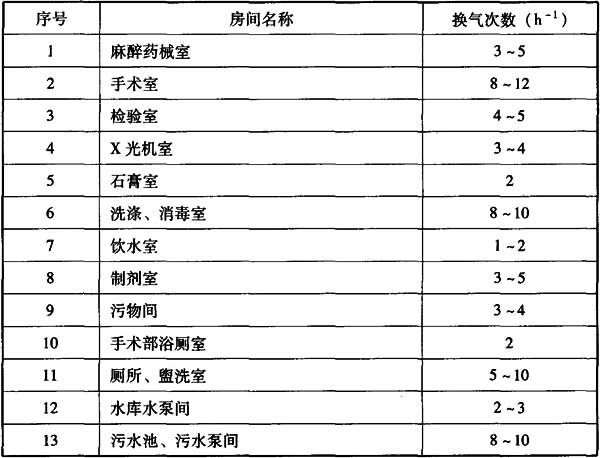 序号 房间名称 换气次数（h⁻¹）
1 麻醉药械室 3~5
2 手术室 8~12
3 检验室 4~5
4 X光机室 3~4
5 石膏室 2
6 洗涤、消毒室 8~10
7 饮水室 1~2
8 制剂室 3~5
9 污物间 3~4
10 手术部浴厕室 2
11 厕所、盥洗室 5~10
12 水库水泵间 2~3
13 污水池、污水泵间 8~10